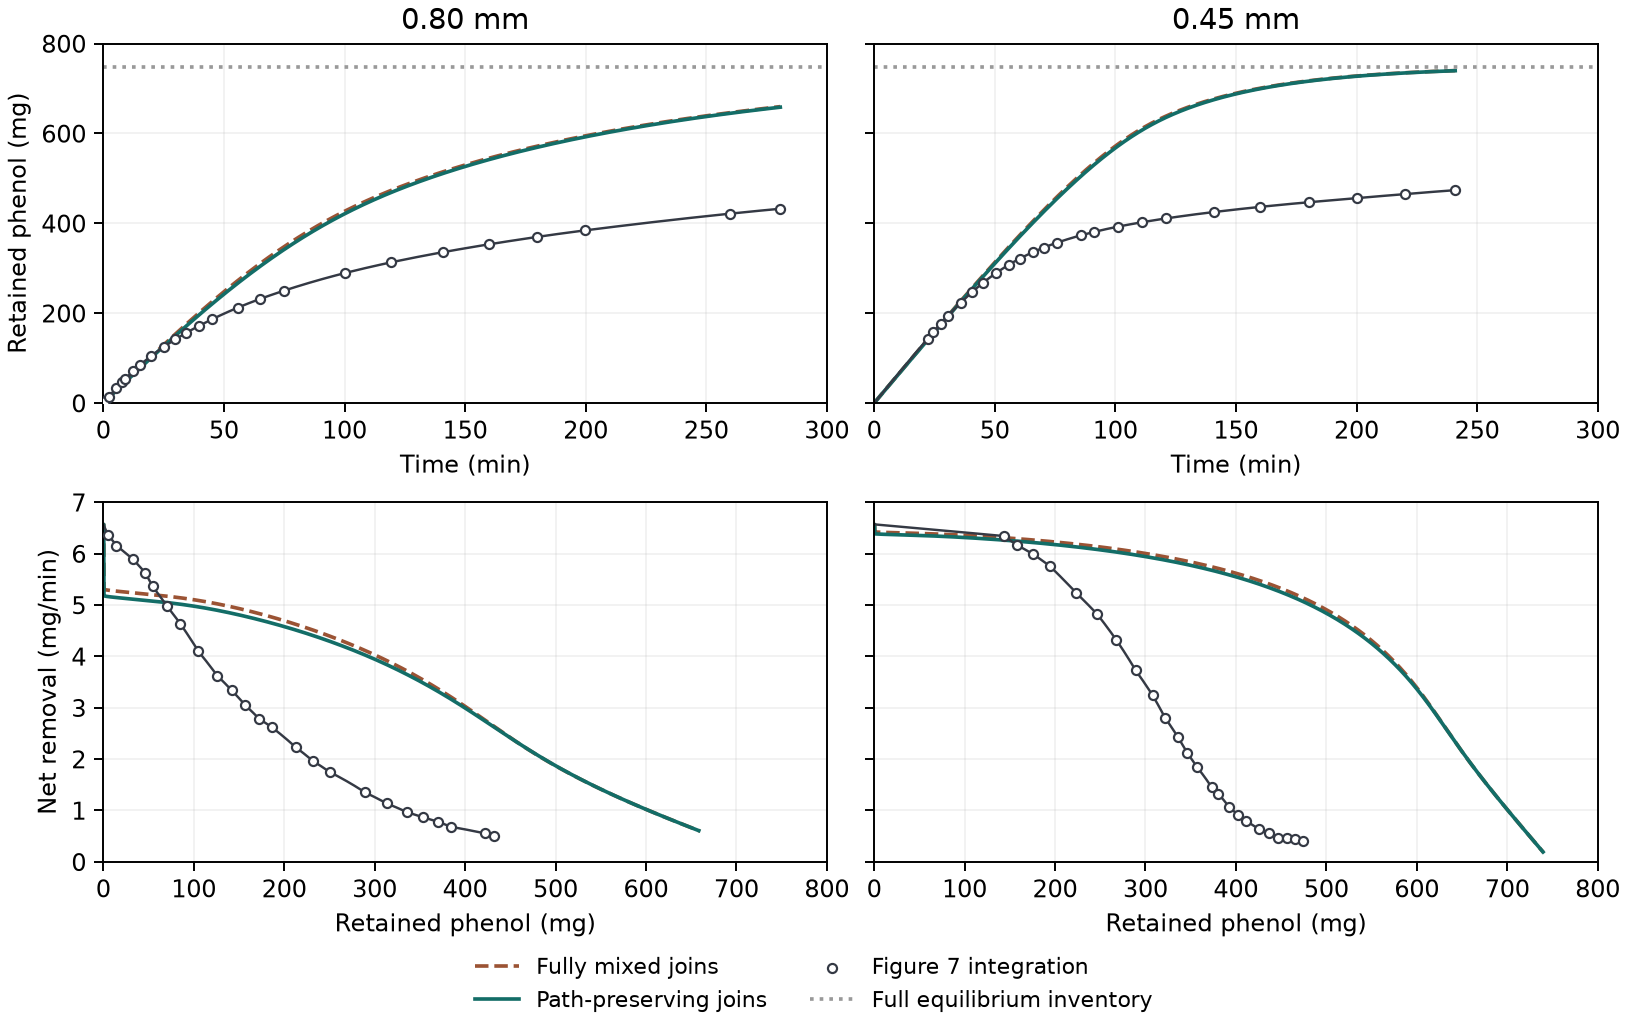 0.80 mm
0.45 mm
800
600
400
200
0
Retained phenol (mg)
0 50 100 150 200 250 300
0 50 100 150 200 250 300
Time (min)
Time (min)
7
6
5
4
3
2
1
0
Net removal (mg/min)
0 100 200 300 400 500 600 700 800
0 100 200 300 400 500 600 700 800
Retained phenol (mg)
Retained phenol (mg)
Fully mixed joins
Path-preserving joins
Figure 7 integration
Full equilibrium inventory